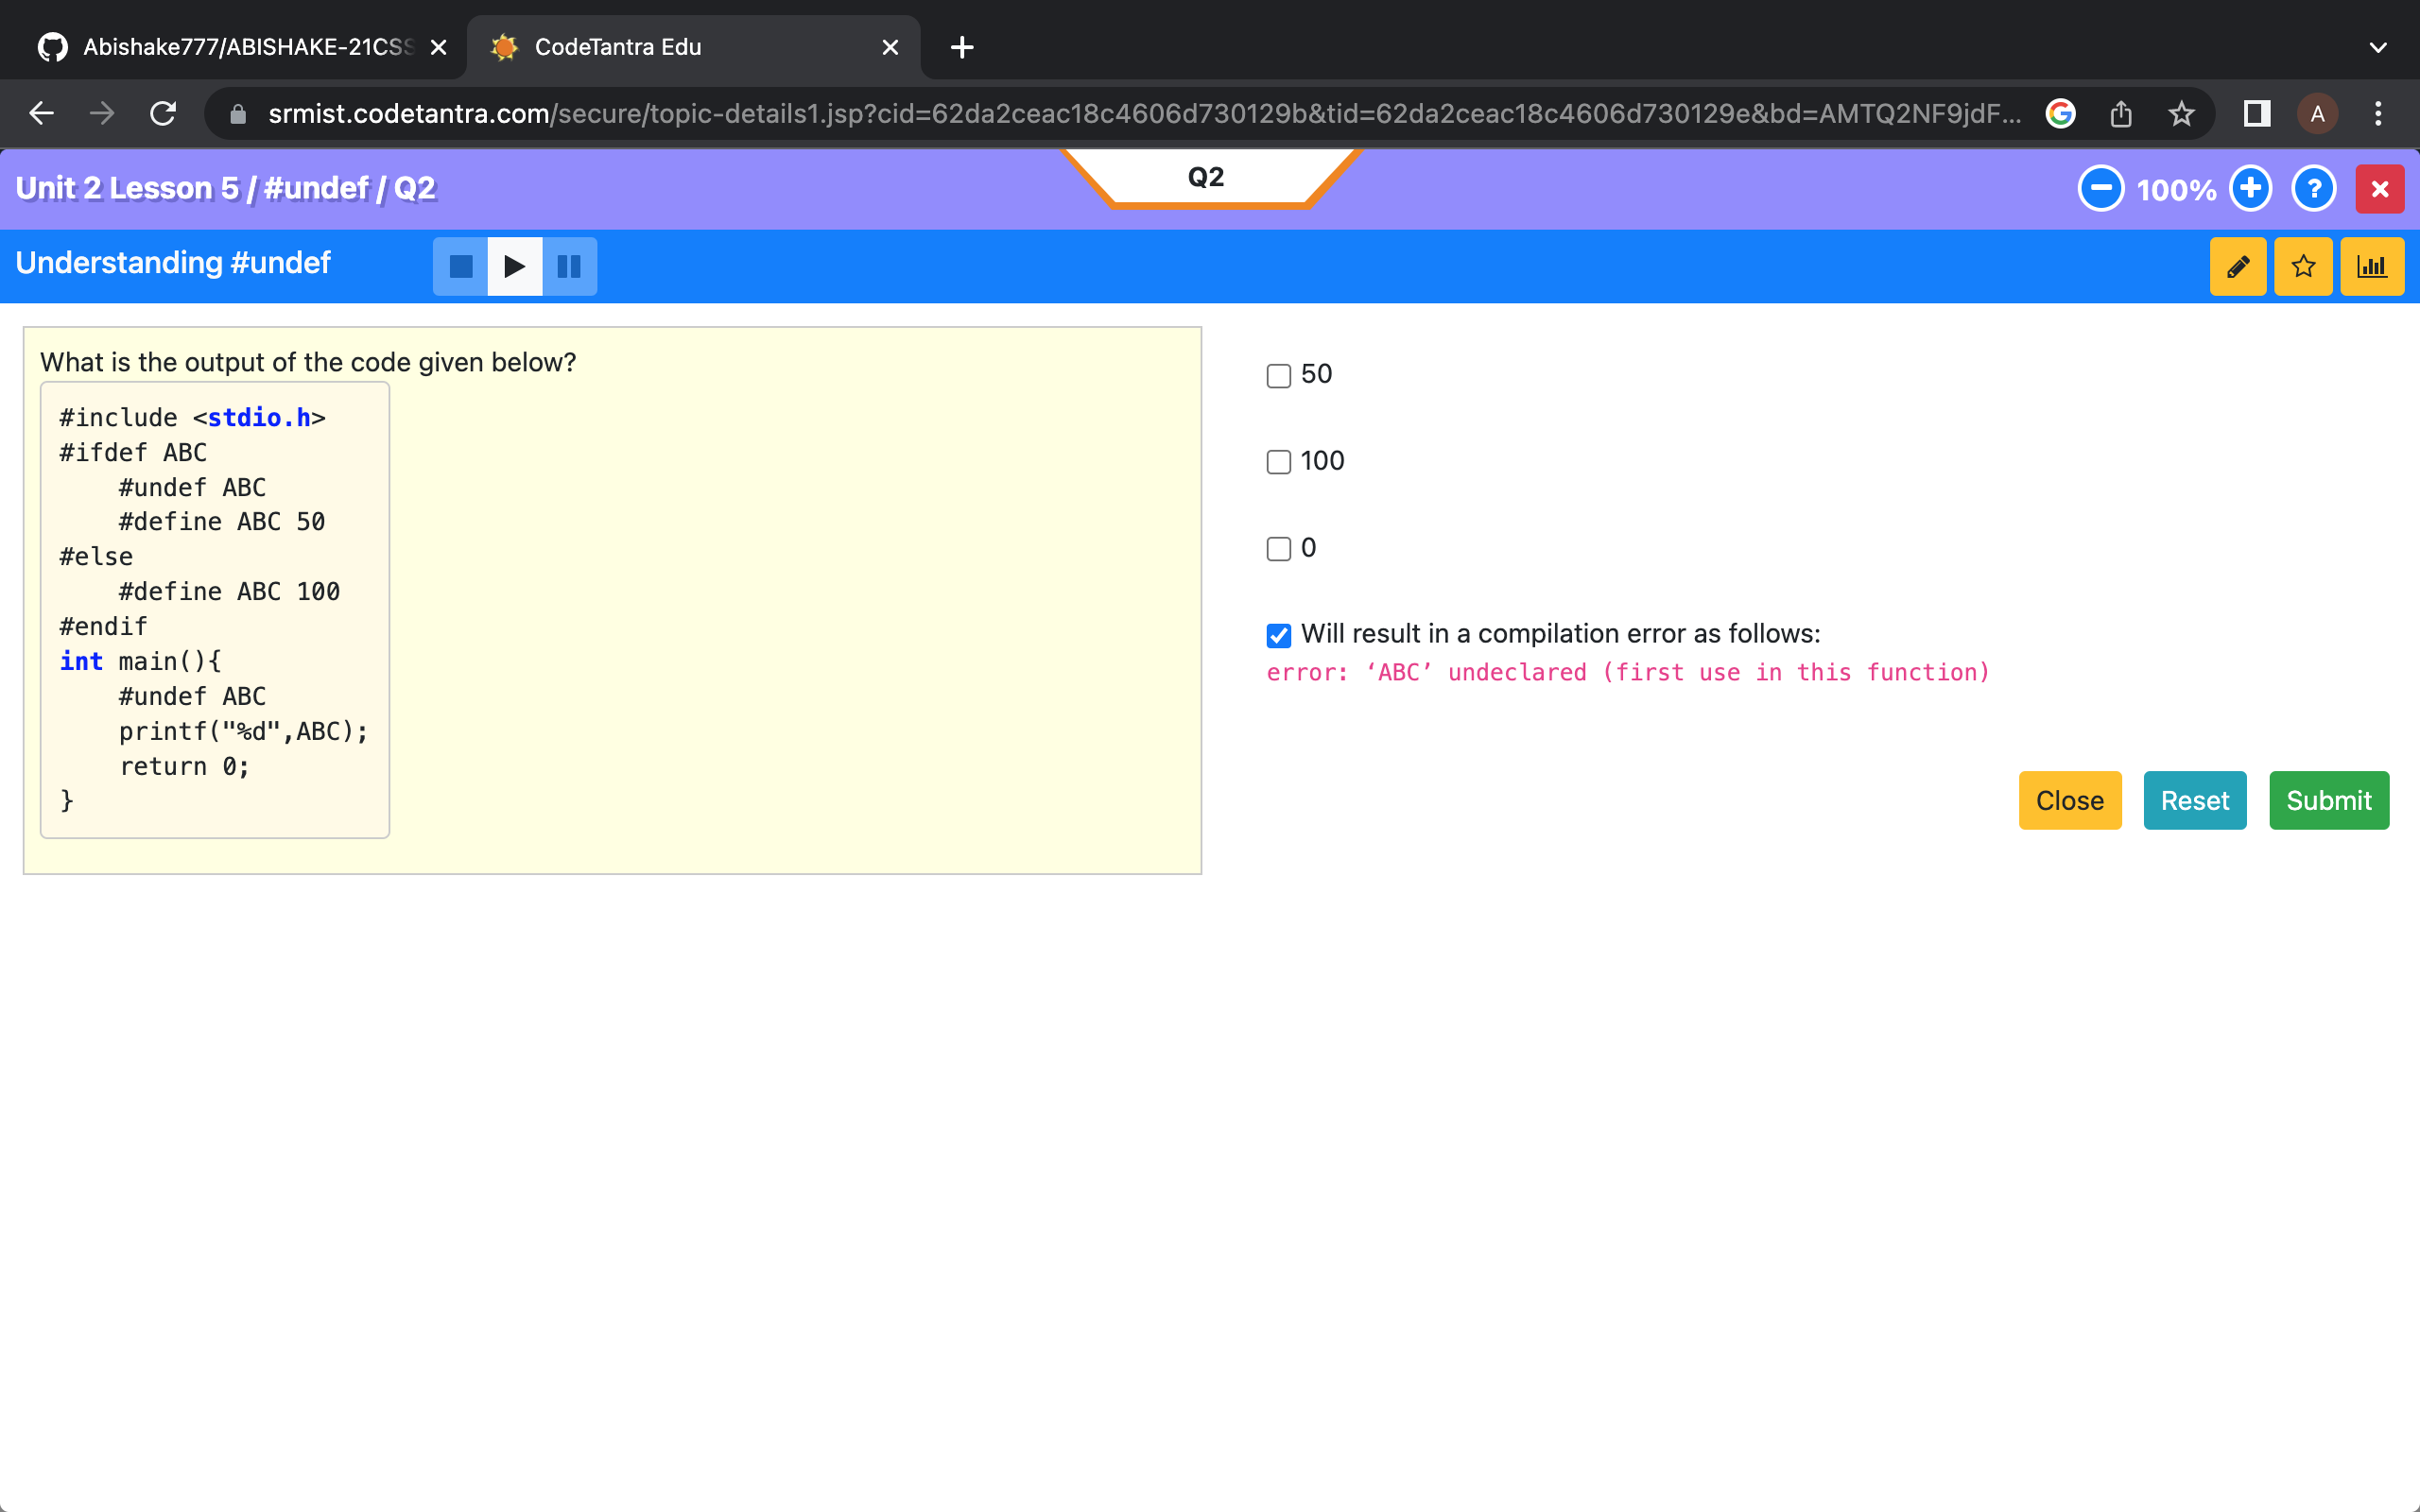 Abishake777/ABISHAKE-21CSS
CodeTantra Edu
srmist.codetantra.com/secure/topic-details1.jsp?cid=62da2ceac18c4606d730129b&tid=62da2ceac18c4606d730129e&bd=AMTQ2NF9jdF...
A
Unit 2 Lesson 5 / #undef / Q2
Q2
100%
?
Understanding #undef
What is the output of the code given below?
#include <stdio.h>
#ifdef ABC
    #undef ABC
    #define ABC 50
#else
    #define ABC 100
#endif
int main(){
    #undef ABC
    printf("%d",ABC);
    return 0;
}
50
100
0
Will result in a compilation error as follows:
error: ‘ABC’ undeclared (first use in this function)
Close
Reset
Submit